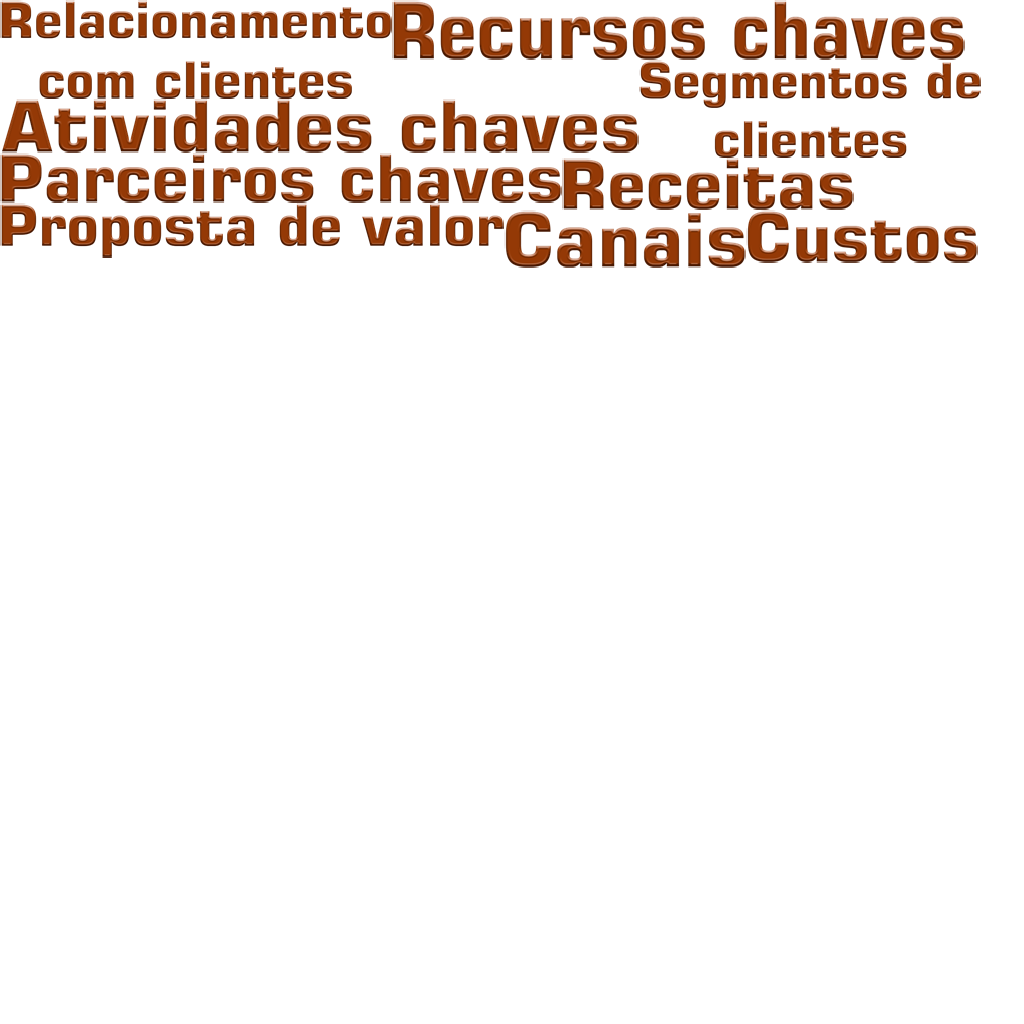 Relacionamento
com clientes
Recursos chaves
Segmentos de
clientes
Atividades chaves
Parceiros chaves
Receitas
Proposta de valor
Canais
Custos